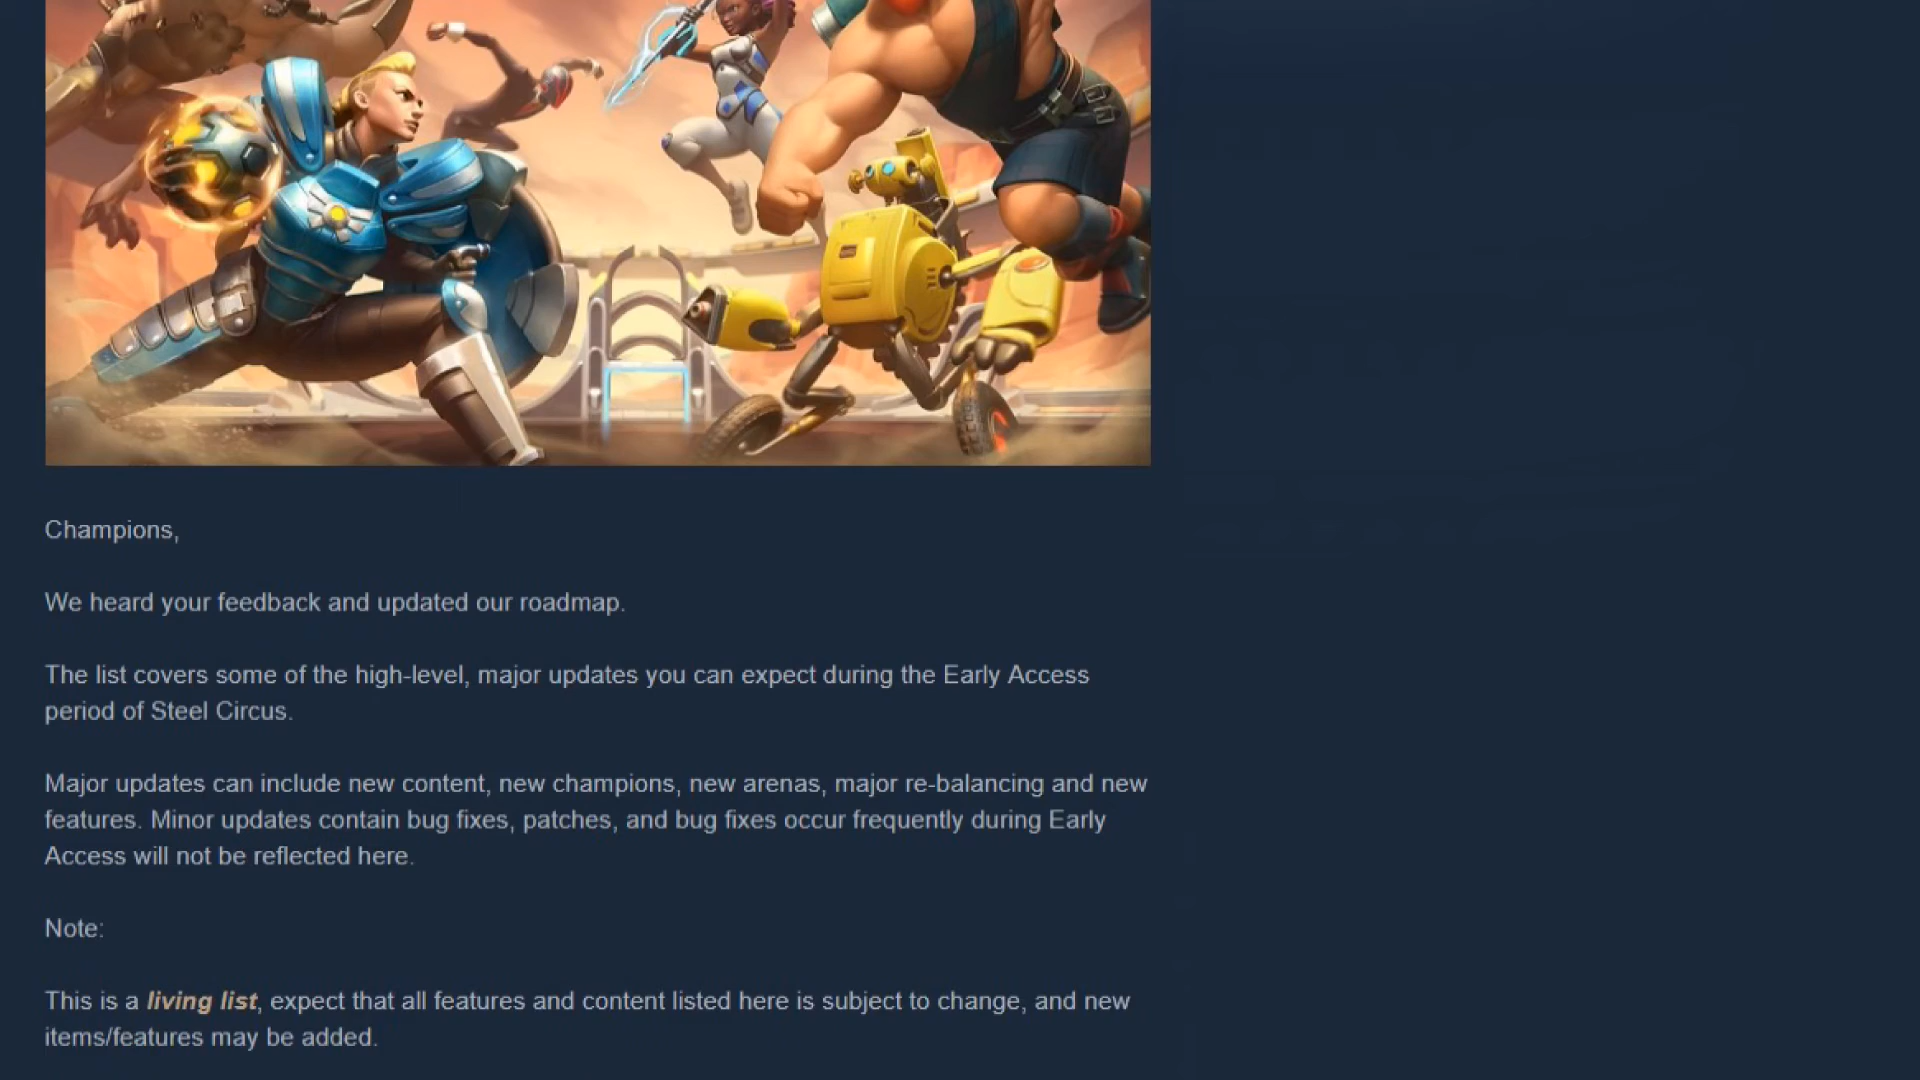 Champions,
We heard your feedback and updated our roadmap.
The list covers some of the high-level, major updates you can expect during the Early Access
period of Steel Circus.
Major updates can include new content, new champions, new arenas, major re-balancing and new
features. Minor updates contain bug fixes, patches, and bug fixes occur frequently during Early
Access will not be reflected here.
Note:
This is a living list, expect that all features and content listed here is subject to change, and new
items/features may be added.